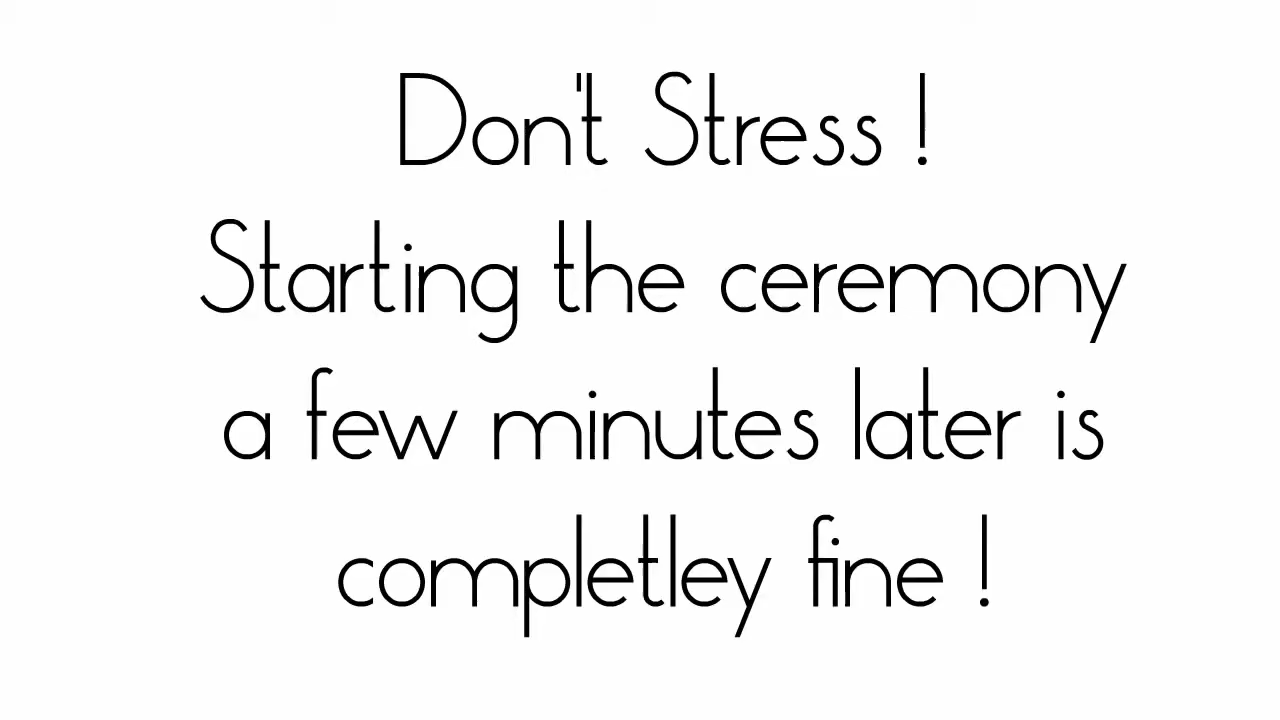 Don't Stress !
Starting the ceremony
a few minutes later is
completley fine !